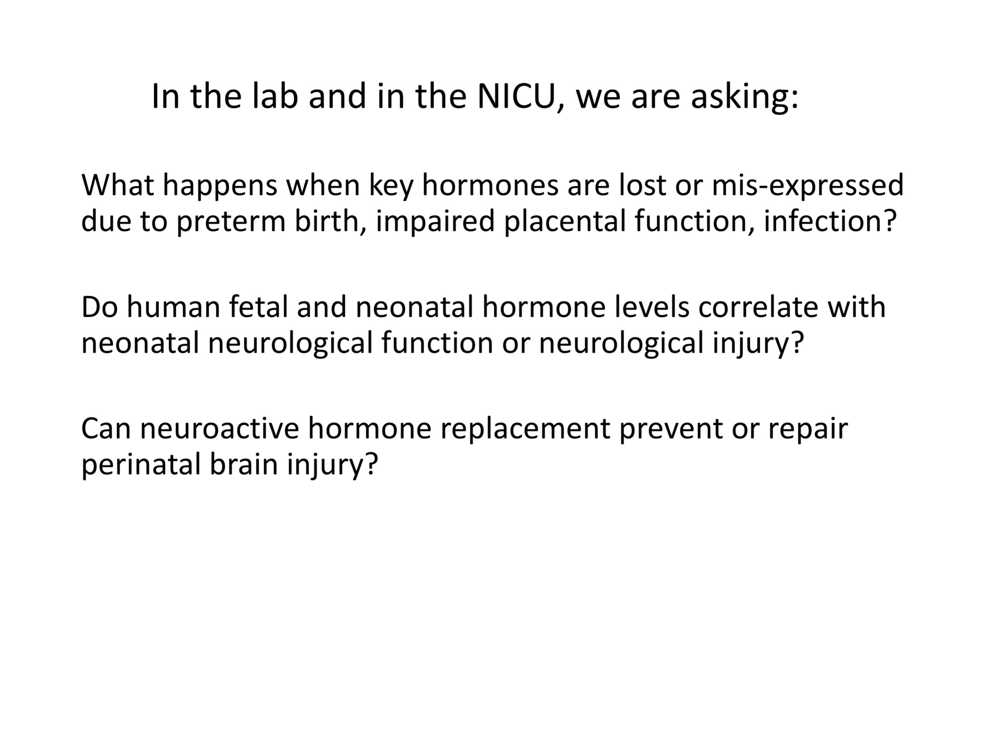 In the lab and in the NICU, we are asking:
What happens when key hormones are lost or mis-expressed
due to preterm birth, impaired placental function, infection?
Do human fetal and neonatal hormone levels correlate with
neonatal neurological function or neurological injury?
Can neuroactive hormone replacement prevent or repair
perinatal brain injury?